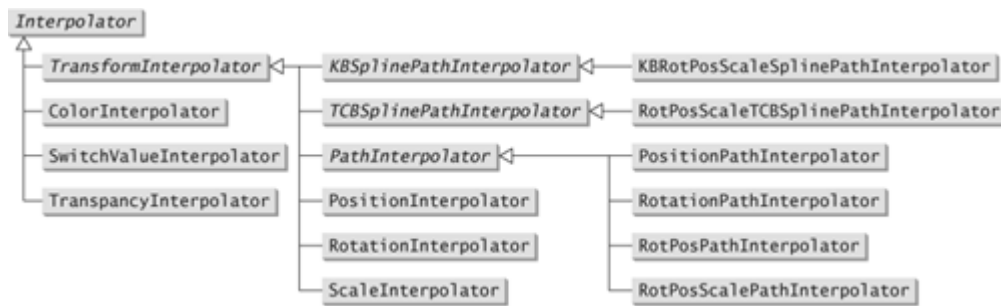 Interpolator
TransformInterpolator
KBSplinePathInterpolator
KBRotPosScaleSplinePathInterpolator
ColorInterpolator
TCBSplinePathInterpolator
RotPosScaleTCBSplinePathInterpolator
SwitchValueInterpolator
PathInterpolator
PositionPathInterpolator
TranspancyInterpolator
PositionInterpolator
RotationPathInterpolator
RotationInterpolator
RotPosPathInterpolator
ScaleInterpolator
RotPosScalePathInterpolator